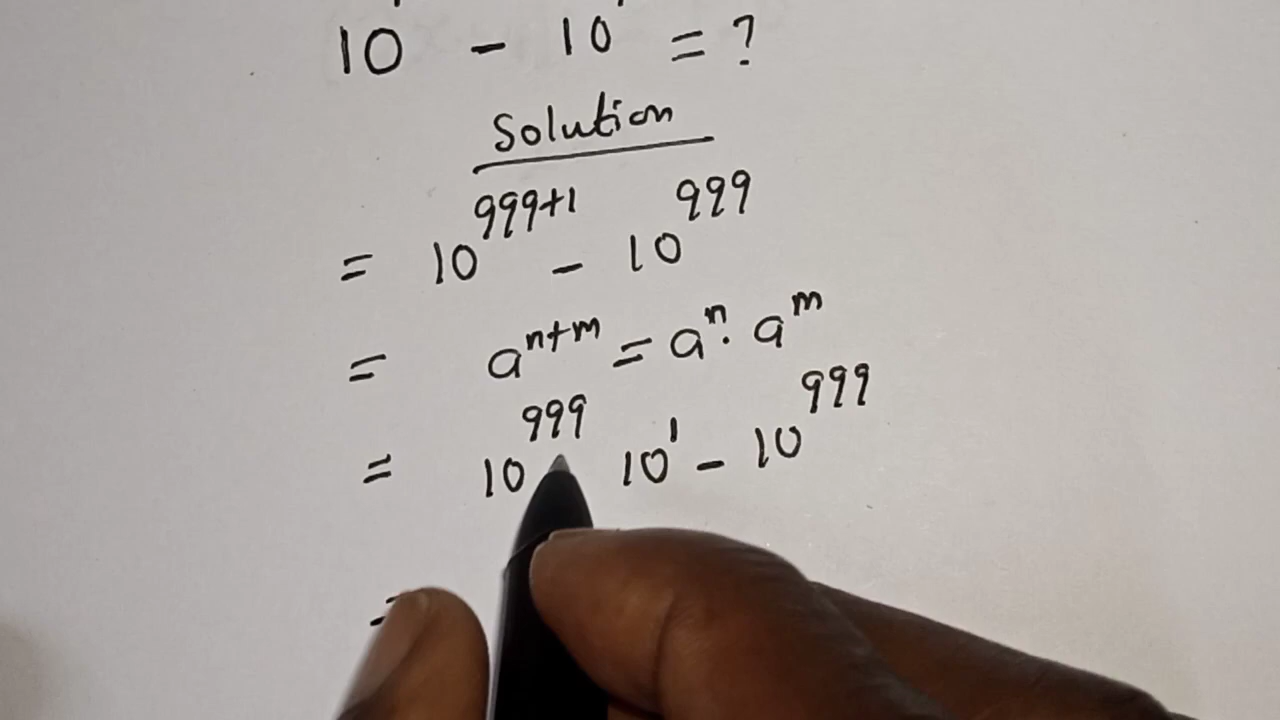 10 - 10 = ?
Solution
= 10^999+1 - 10^999
= a^n+m = a^n · a^m
= 10^999 10^1 - 10^999
=